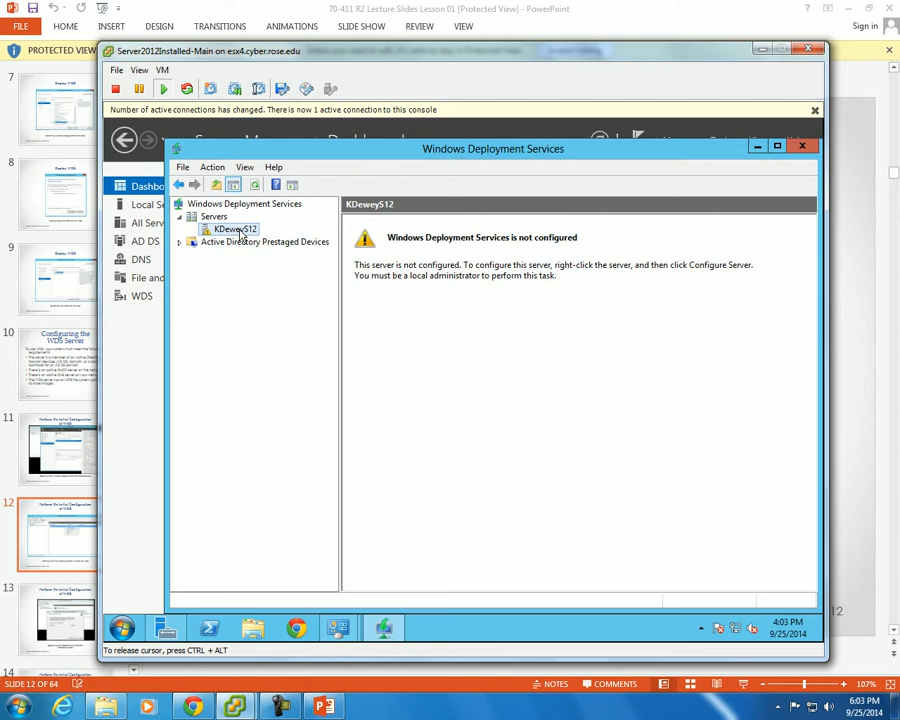 70-411 R2 Lecture Slides Lesson 01 [Protected View] - PowerPoint
FILE HOME INSERT DESIGN TRANSITIONS ANIMATIONS SLIDE SHOW REVIEW VIEW Sign in
PROTECTED VIEW
Server2012Installed-Main on esx4.cyber.rose.edu
File View VM
Number of active connections has changed. There is now 1 active connection to this console
Windows Deployment Services
File Action View Help
Dashbo
Local Se
All Serv
AD DS
DNS
File and
WDS
Windows Deployment Services
Servers
KDeweyS12
Active Directory Prestaged Devices
KDeweyS12
Windows Deployment Services is not configured
This server is not configured. To configure this server, right-click the server, and then click Configure Server.
You must be a local administrator to perform this task.
7
8
9
10
Configuring the
WDS Server
11
12
13
14
12
4:03 PM
9/25/2014
To release cursor, press CTRL + ALT
SLIDE 12 OF 64 NOTES COMMENTS 107%
6:03 PM
9/25/2014